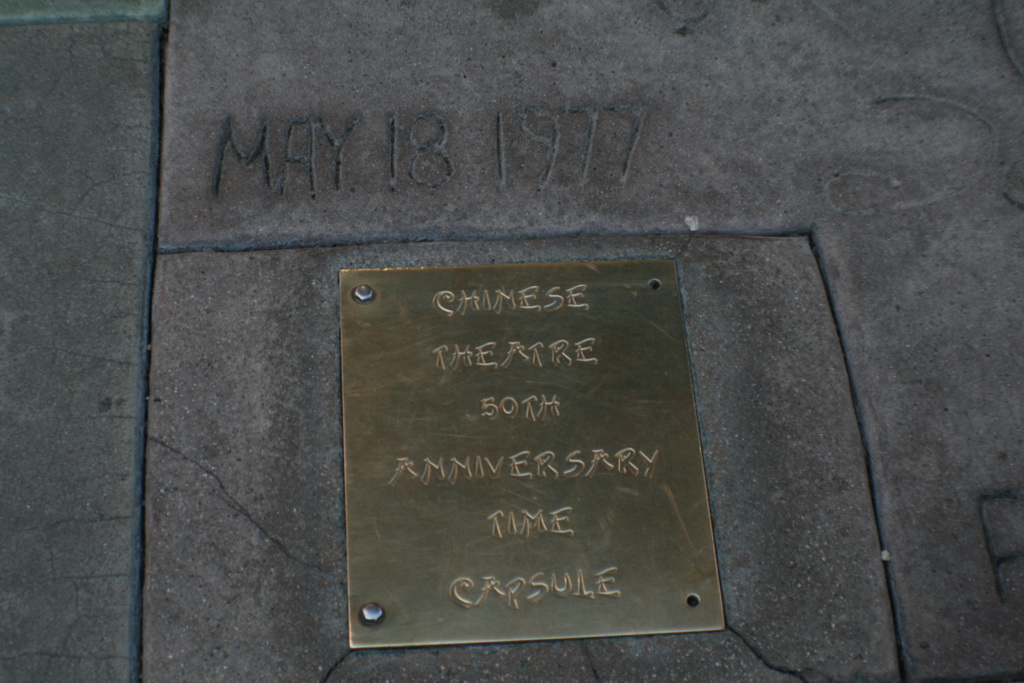 MAY 18 1977
CHINESE
THEATRE
50TH
ANNIVERSARY
TIME
CAPSULE
E